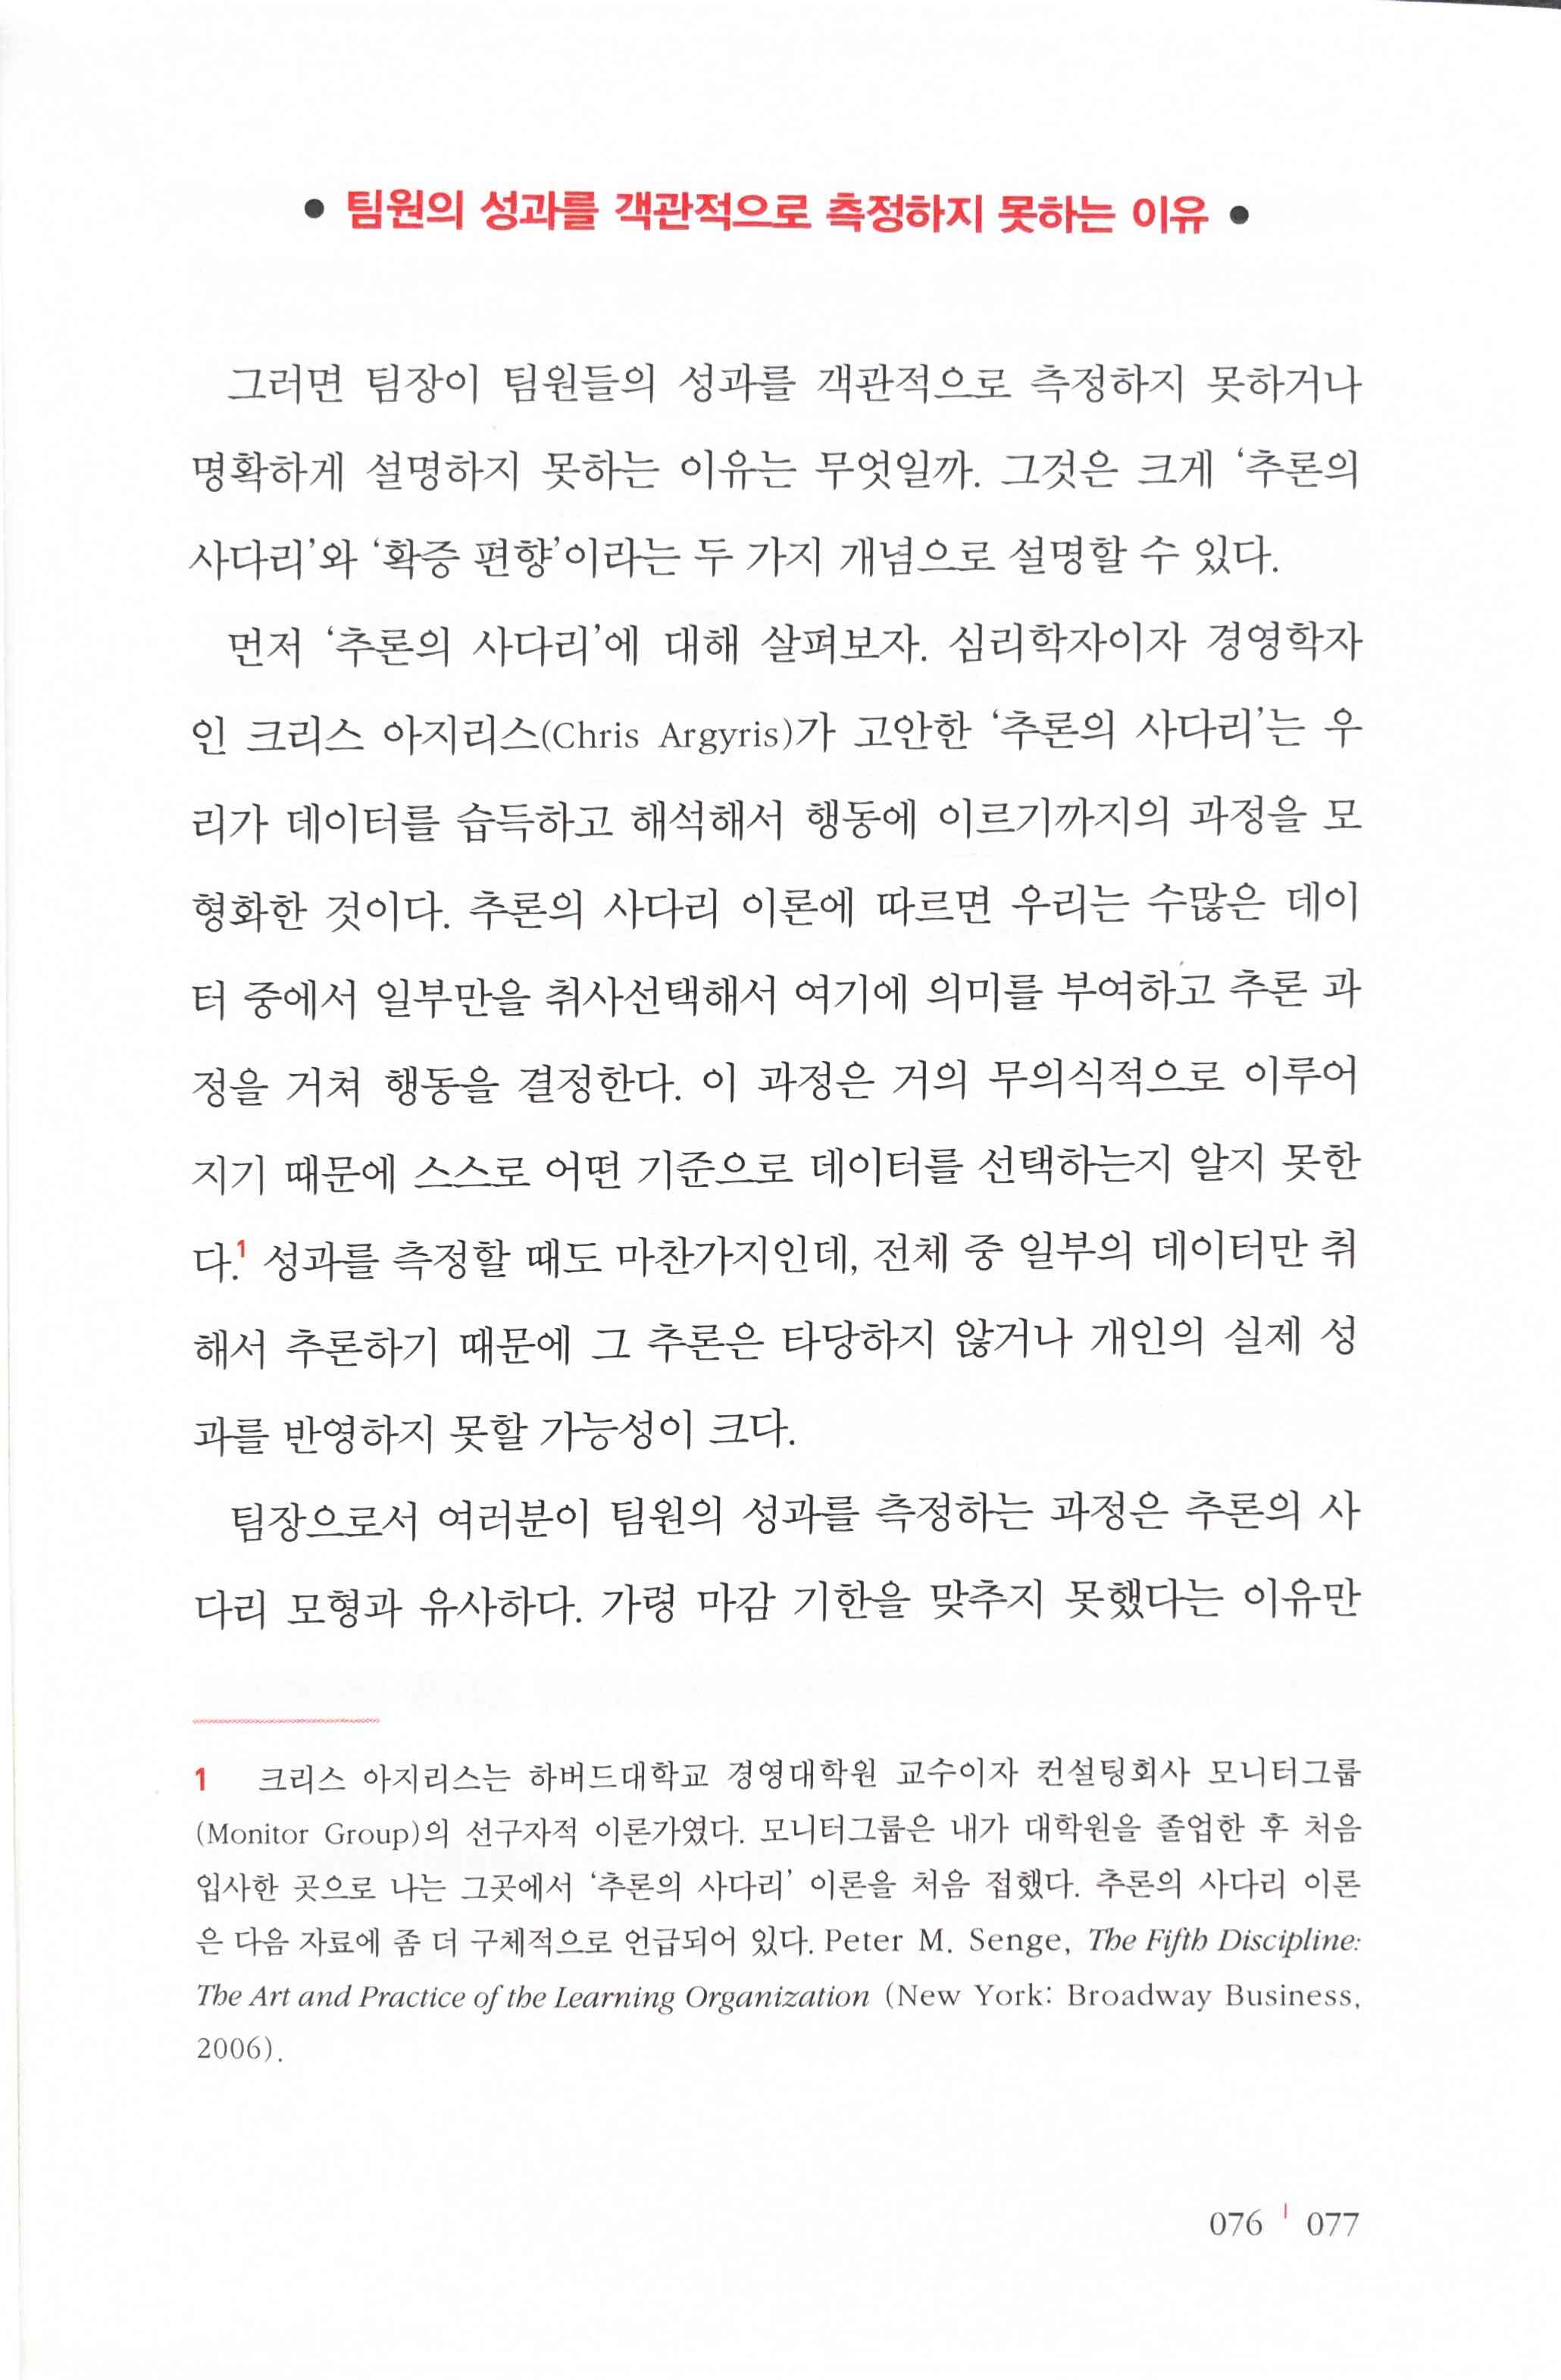 ● 팀원의 성과를 객관적으로 측정하지 못하는 이유 ●
그러면 팀장이 팀원들의 성과를 객관적으로 측정하지 못하거나
명확하게 설명하지 못하는 이유는 무엇일까. 그것은 크게 ‘추론의
사다리’와 ‘확증 편향’이라는 두 가지 개념으로 설명할 수 있다.
먼저 ‘추론의 사다리’에 대해 살펴보자. 심리학자이자 경영학자
인 크리스 아지리스(Chris Argyris)가 고안한 ‘추론의 사다리’는 우
리가 데이터를 습득하고 해석해서 행동에 이르기까지의 과정을 모
형화한 것이다. 추론의 사다리 이론에 따르면 우리는 수많은 데이
터 중에서 일부만을 취사선택해서 여기에 의미를 부여하고 추론 과
정을 거쳐 행동을 결정한다. 이 과정은 거의 무의식적으로 이루어
지기 때문에 스스로 어떤 기준으로 데이터를 선택하는지 알지 못한
다.1 성과를 측정할 때도 마찬가지인데, 전체 중 일부의 데이터만 취
해서 추론하기 때문에 그 추론은 타당하지 않거나 개인의 실제 성
과를 반영하지 못할 가능성이 크다.
팀장으로서 여러분이 팀원의 성과를 측정하는 과정은 추론의 사
다리 모형과 유사하다. 가령 마감 기한을 맞추지 못했다는 이유만
1 크리스 아지리스는 하버드대학교 경영대학원 교수이자 컨설팅회사 모니터그룹
(Monitor Group)의 선구자적 이론가였다. 모니터그룹은 내가 대학원을 졸업한 후 처음
입사한 곳으로 나는 그곳에서 ‘추론의 사다리’ 이론을 처음 접했다. 추론의 사다리 이론
은 다음 자료에 좀 더 구체적으로 언급되어 있다. Peter M. Senge, The Fifth Discipline:
The Art and Practice of the Learning Organization (New York: Broadway Business,
2006).
076 | 077